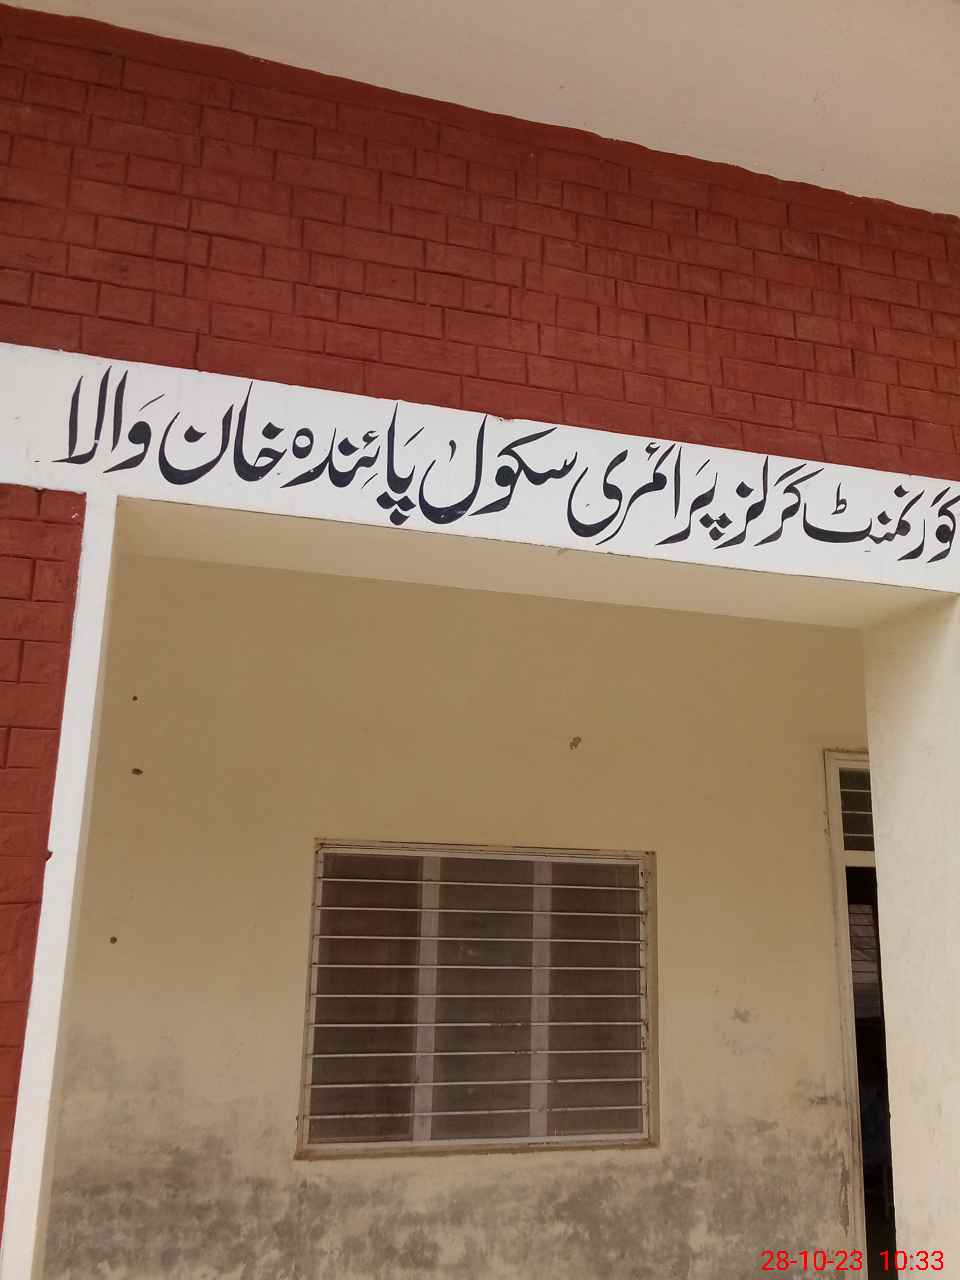 گورنمنٹ گرلز پرائمری سکول پائندہ خان والا
28-10-23 10:33